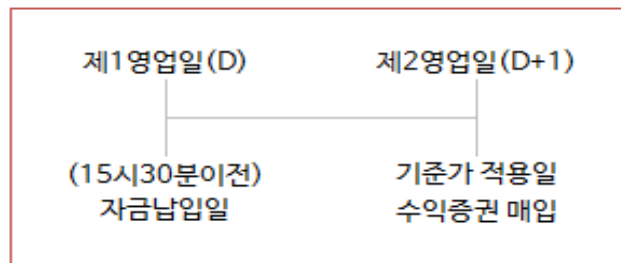 제1영업일(D)
제2영업일(D+1)
(15시30분이전)
자금납입일
기준가 적용일
수익증권 매입